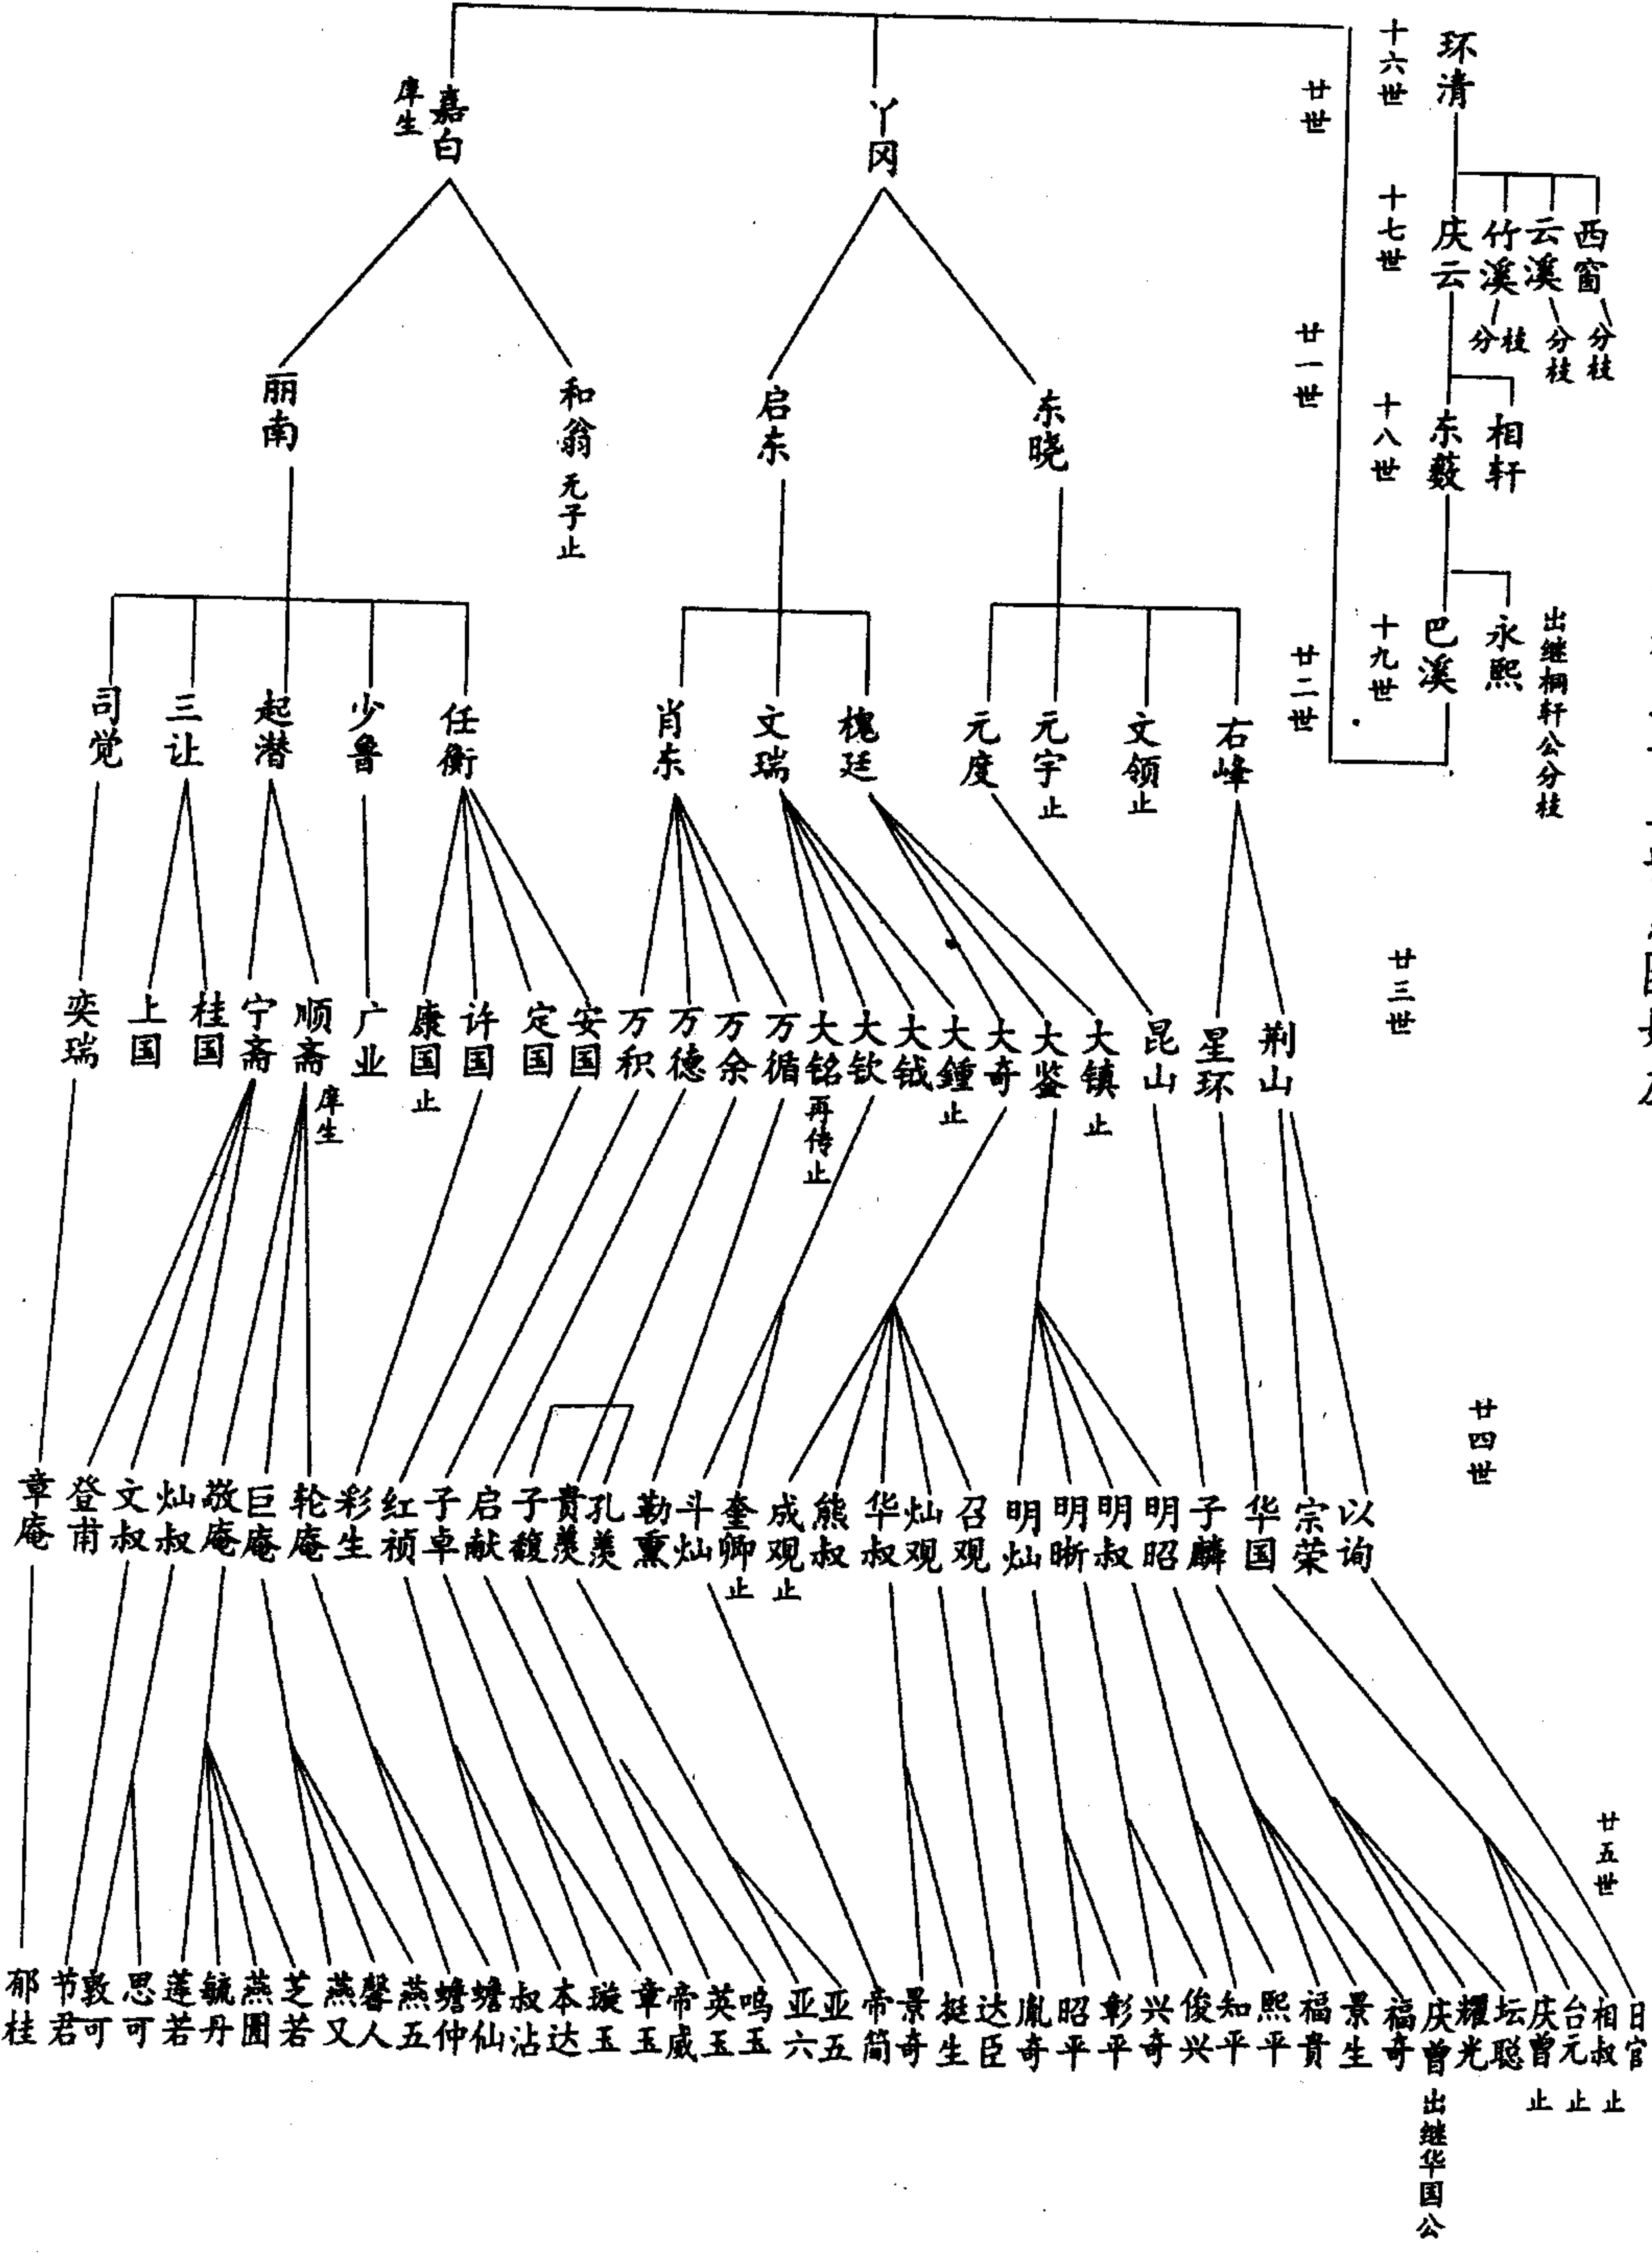 十六世
环清
十七世
西窗 分枝
云溪 分枝
竹溪 分枝
庆云
十八世
相轩
东薮
十九世
永熙 出继桐轩公分枝
巴溪
廿世
丫冈
嘉白 庠生
廿一世
东晓
启东
和翁 无子止
丽南
廿二世
右峰
文领 止
元宇 止
元度
槐廷
文瑞
肖东
任衡
少鲁
起潜
三让
司觉
廿三世
荆山
星环
昆山
大镇 止
大鉴
大奇
大锺 止
大钺
大钦
大铭 再传止
万循
万余
万德
万积
安国
定国
许国
康国 止
广业
顺斋 庠生
宁斋
桂国
上国
奕瑞
廿四世
以询
宗荣
华国
子麟
明昭
明叔
明晰
明灿
召观
灿观
华叔
熊叔
成观 止
奎卿 止
斗灿
勒熏
孔羡
贵羡
子馥
启献
子卓
红祯
彩生
轮庵
巨庵
敬庵
灿叔
文叔
登甫
章庵
廿五世
日官
相叔 止
台元 止
庆曾 止
坛聪
耀光
庆曾 出继华国公
福奇
景生
福贵
熙平
知平
俊兴
兴奇
彰平
昭平
胤奇
达臣
挺生
景奇
帝简
亚五
亚六
鸣玉
英玉
帝威
章玉
璇玉
本达
叔沾
蟾仙
蟾仲
燕五
馨人
燕又
芝若
燕圃
毓丹
莲若
思可
敦可
节君
郁桂